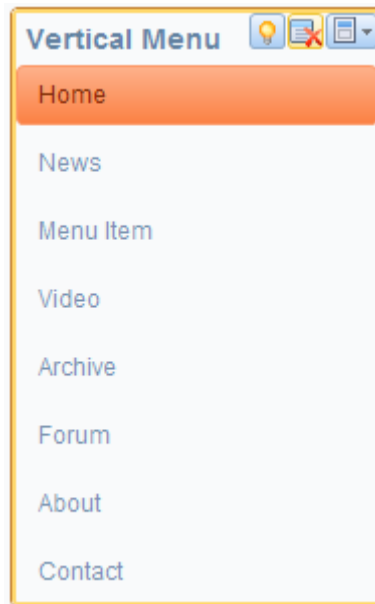 Vertical Menu
Home
News
Menu Item
Video
Archive
Forum
About
Contact